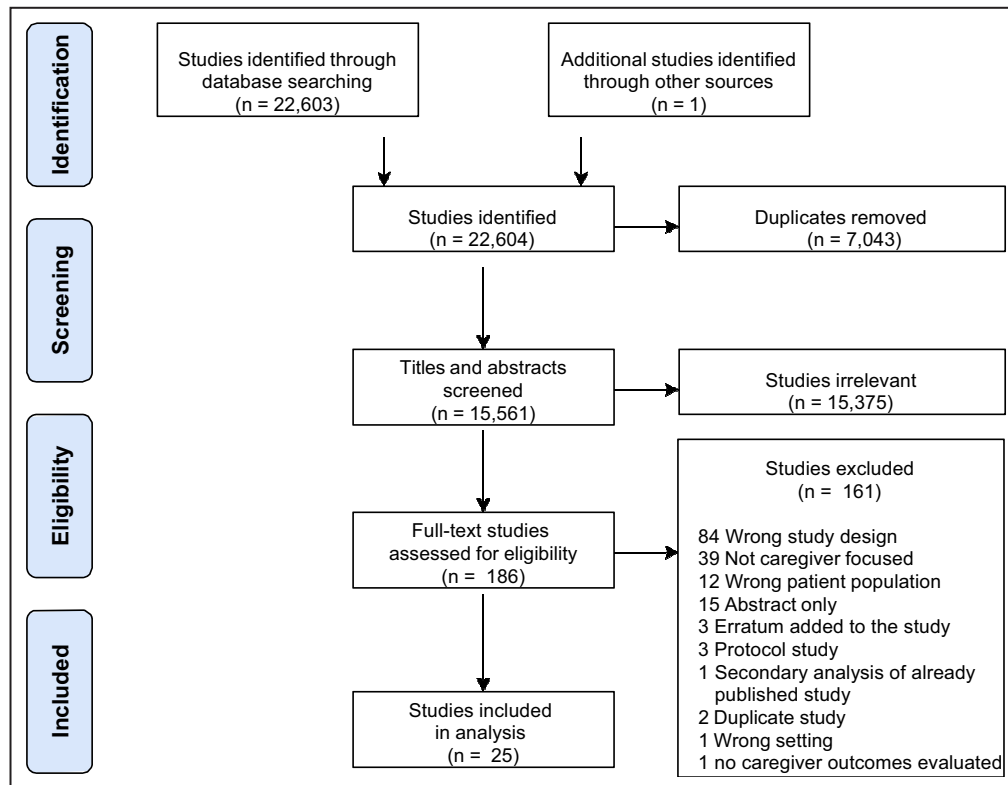 Identification
Studies identified through
database searching
(n = 22,603)
Additional studies identified
through other sources
(n = 1)
Studies identified
(n = 22,604)
Duplicates removed
(n = 7,043)
Screening
Titles and abstracts
screened
(n = 15,561)
Studies irrelevant
(n = 15,375)
Eligibility
Full-text studies
assessed for eligibility
(n = 186)
Studies excluded
(n = 161)
84 Wrong study design
39 Not caregiver focused
12 Wrong patient population
15 Abstract only
3 Erratum added to the study
3 Protocol study
1 Secondary analysis of already
published study
2 Duplicate study
1 Wrong setting
1 no caregiver outcomes evaluated
Included
Studies included
in analysis
(n = 25)